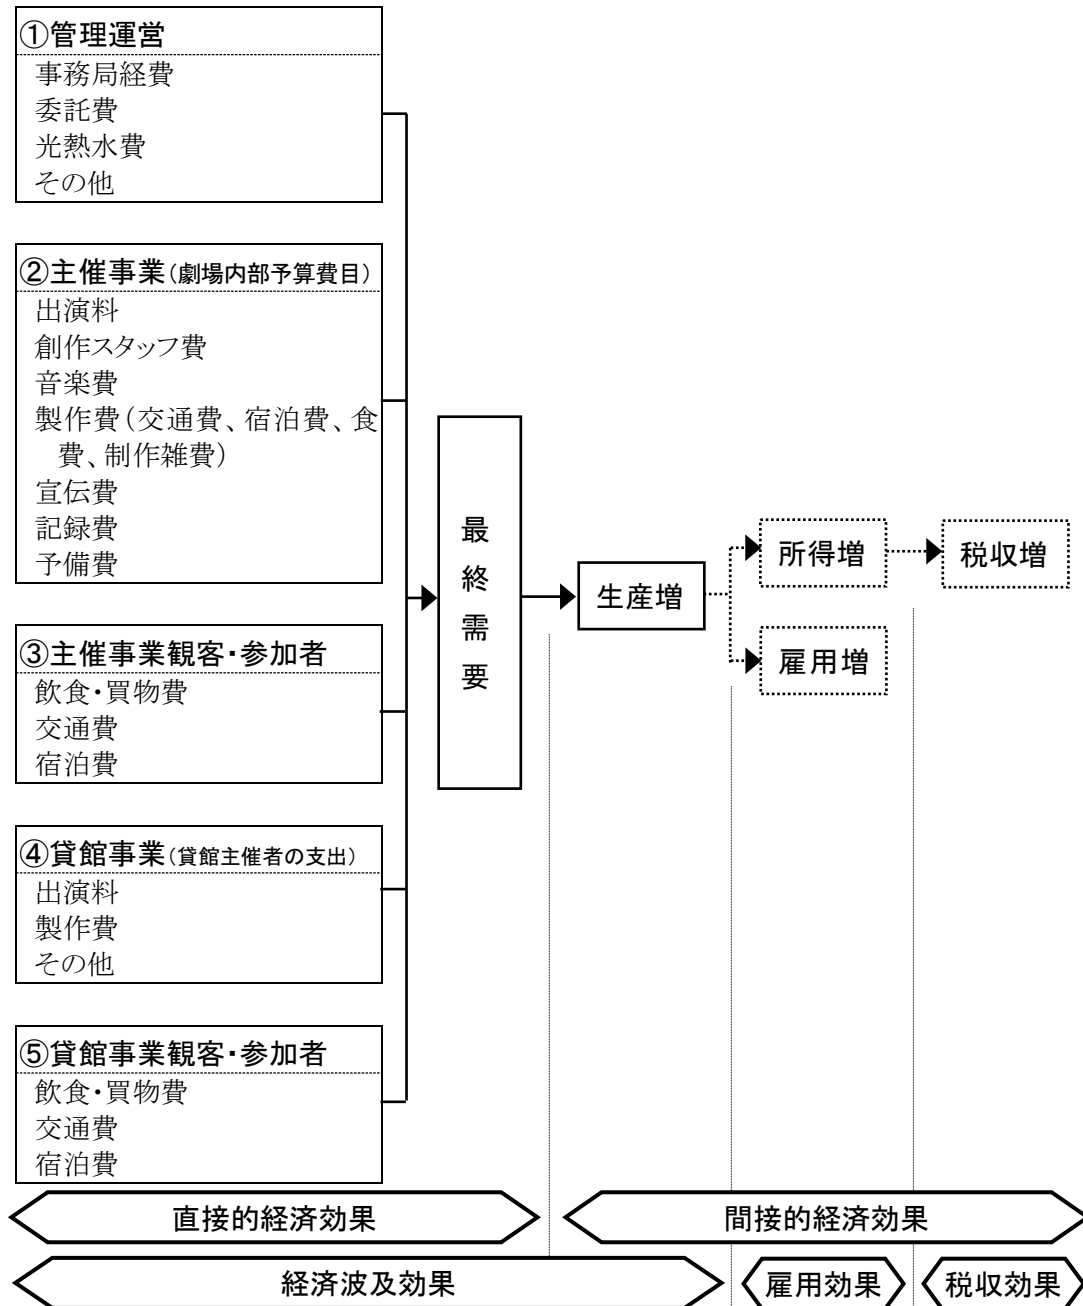 ①管理運営
事務局経費
委託費
光熱水費
その他
②主催事業(劇場内部予算費目)
出演料
創作スタッフ費
音楽費
製作費(交通費、宿泊費、食
費、制作雑費)
宣伝費
記録費
予備費
③主催事業観客・参加者
飲食・買物費
交通費
宿泊費
④貸館事業(貸館主催者の支出)
出演料
製作費
その他
⑤貸館事業観客・参加者
飲食・買物費
交通費
宿泊費
最終需要
生産増
所得増
税収増
雇用増
直接的経済効果
間接的経済効果
経済波及効果
雇用効果
税収効果